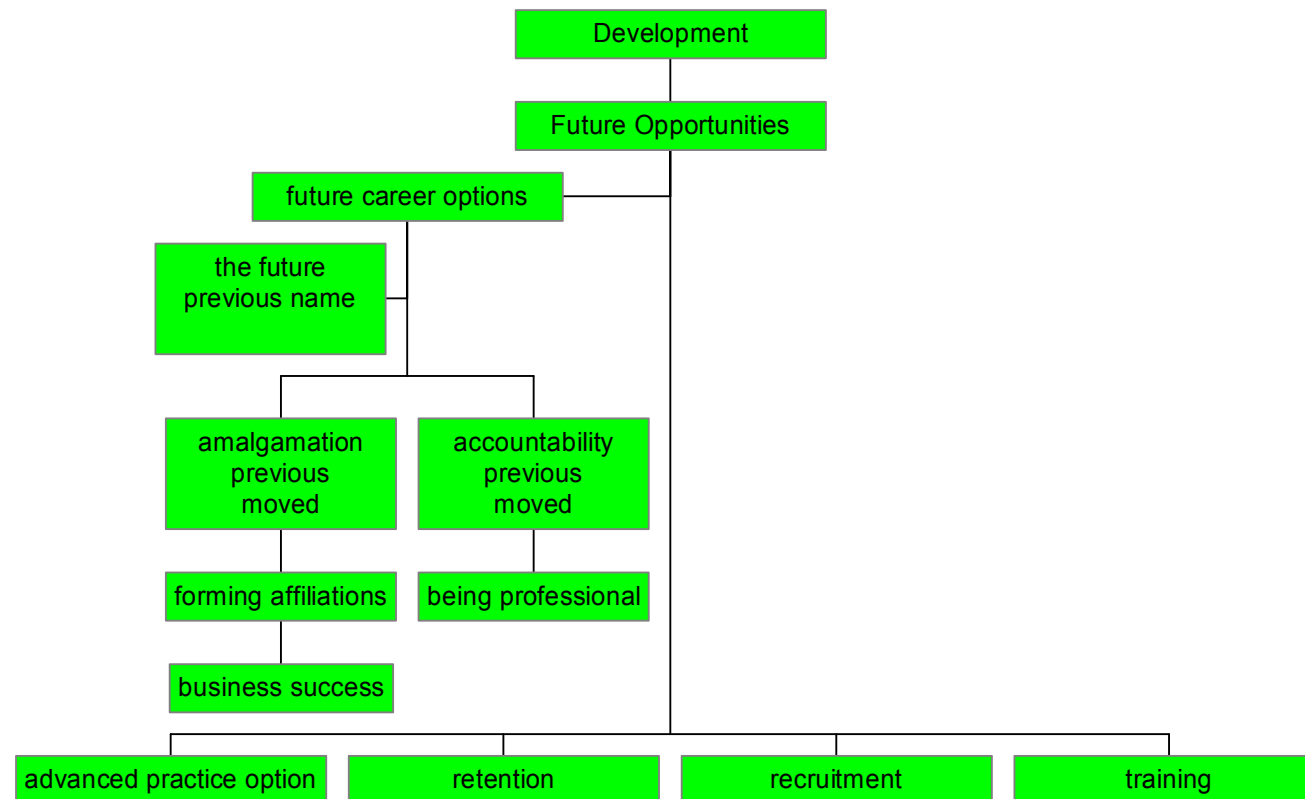 Development
Future Opportunities
future career options
the future
previous name
amalgamation
previous
moved
accountability
previous
moved
forming affiliations
being professional
business success
advanced practice option
retention
recruitment
training